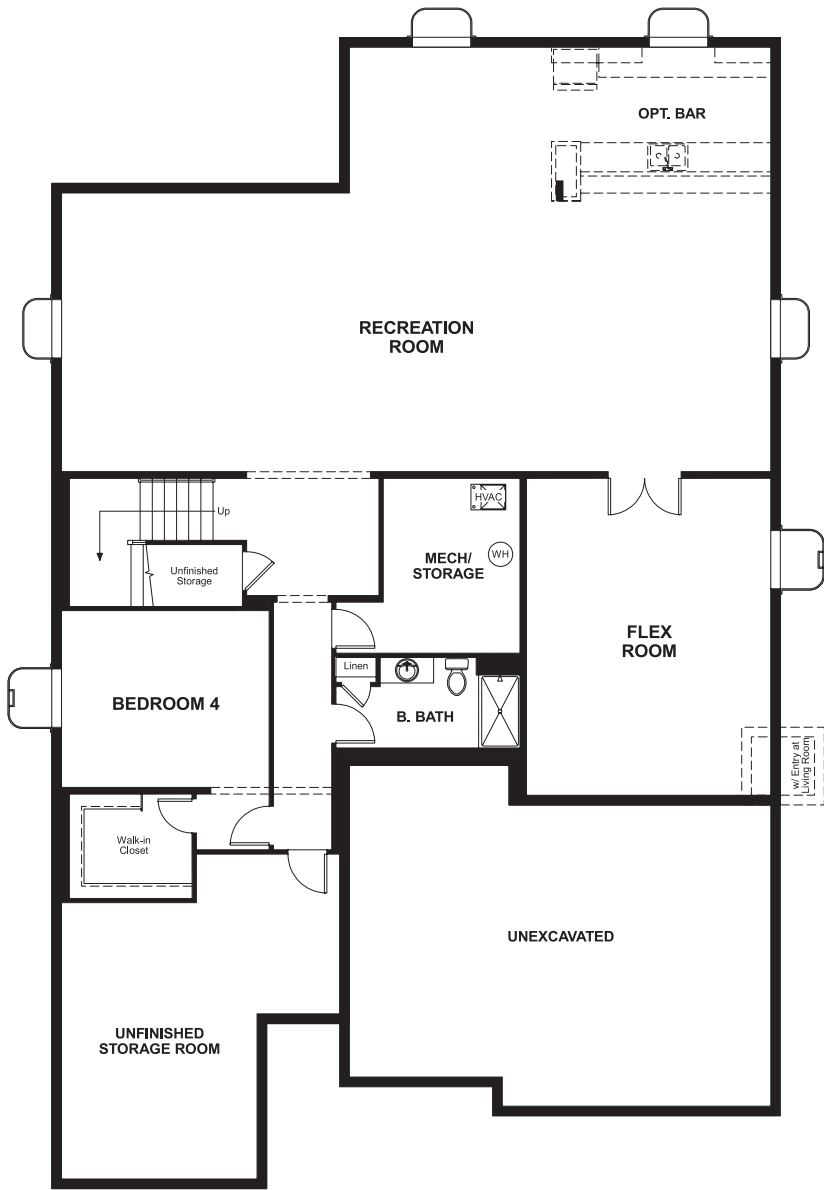 OPT. BAR
RECREATION
ROOM
HVAC
Up
WH
MECH/
STORAGE
Unfinished
Storage
FLEX
ROOM
Linen
BEDROOM 4
B. BATH
w/ Entry at
Living Room
Walk-in
Closet
UNEXCAVATED
UNFINISHED
STORAGE ROOM